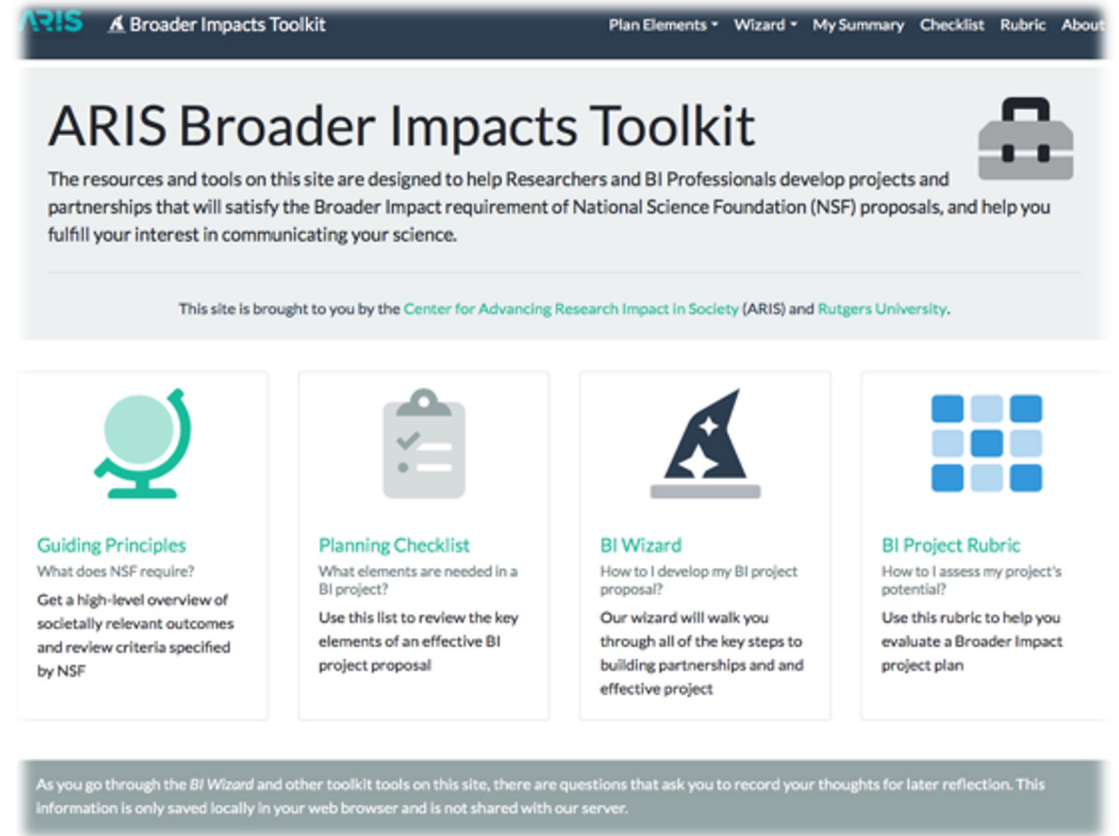 ARIS Broader Impacts Toolkit Plan Elements Wizard My Summary Checklist Rubric About
ARIS Broader Impacts Toolkit
The resources and tools on this site are designed to help Researchers and BI Professionals develop projects and
partnerships that will satisfy the Broader Impact requirement of National Science Foundation (NSF) proposals, and help you
fulfill your interest in communicating your science.
This site is brought to you by the Center for Advancing Research Impact in Society (ARIS) and Rutgers University.
Guiding Principles
What does NSF require?
Get a high-level overview of
societally relevant outcomes
and review criteria specified
by NSF
Planning Checklist
What elements are needed in a
BI project?
Use this list to review the key
elements of an effective BI
project proposal
BI Wizard
How to I develop my BI project
proposal?
Our wizard will walk you
through all of the key steps to
building partnerships and and
effective project
BI Project Rubric
How to I assess my project's
potential?
Use this rubric to help you
evaluate a Broader Impact
project plan
As you go through the BI Wizard and other toolkit tools on this site, there are questions that ask you to record your thoughts for later reflection. This
information is only saved locally in your web browser and is not shared with our server.